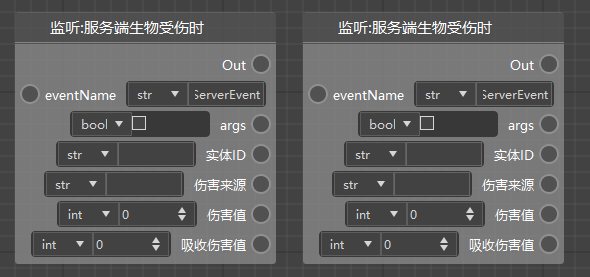 监听:服务端生物受伤时 监听:服务端生物受伤时
Out Out
eventName str ServerEvent eventName str ServerEvent
bool args bool args
str 实体ID str 实体ID
str 伤害来源 str 伤害来源
int 0 伤害值 int 0 伤害值
int 0 吸收伤害值 int 0 吸收伤害值